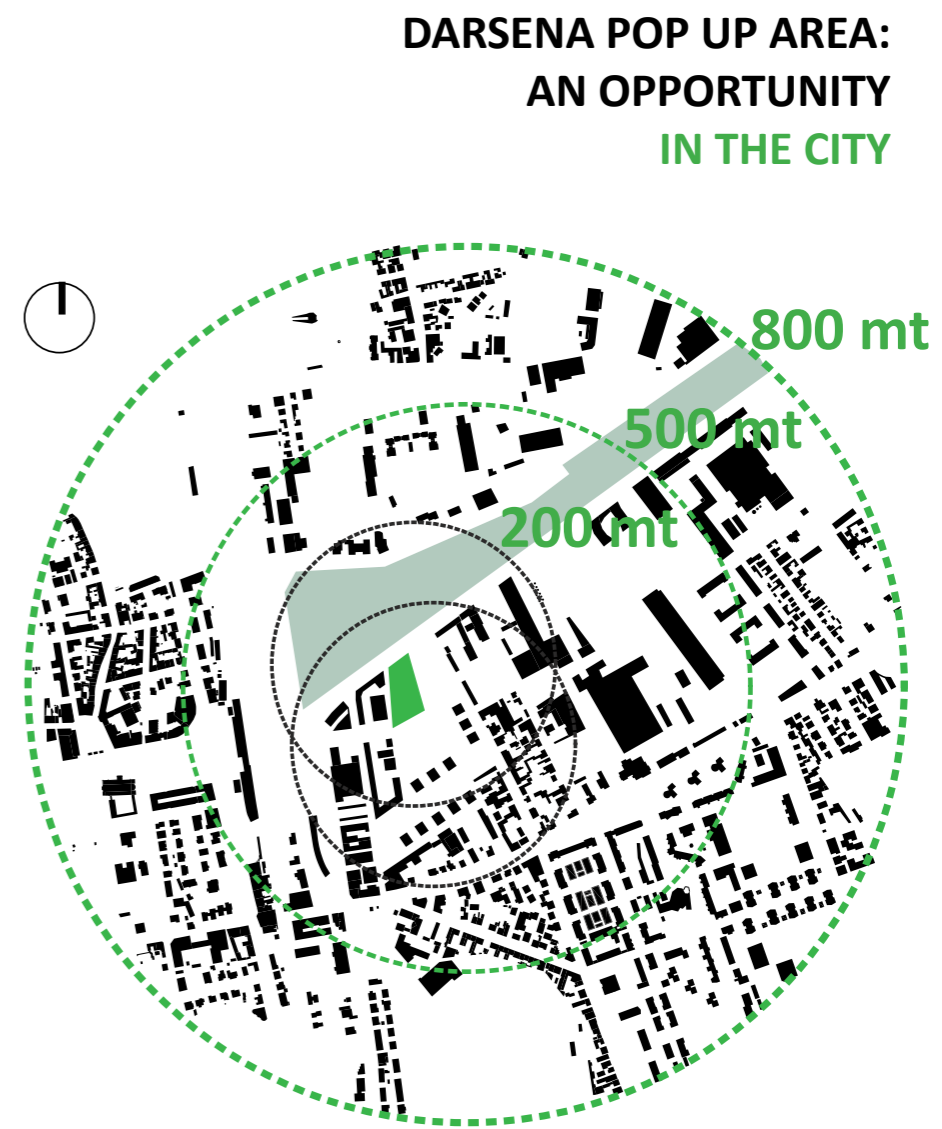 DARSENA POP UP AREA:
AN OPPORTUNITY
IN THE CITY
800 mt
500 mt
200 mt